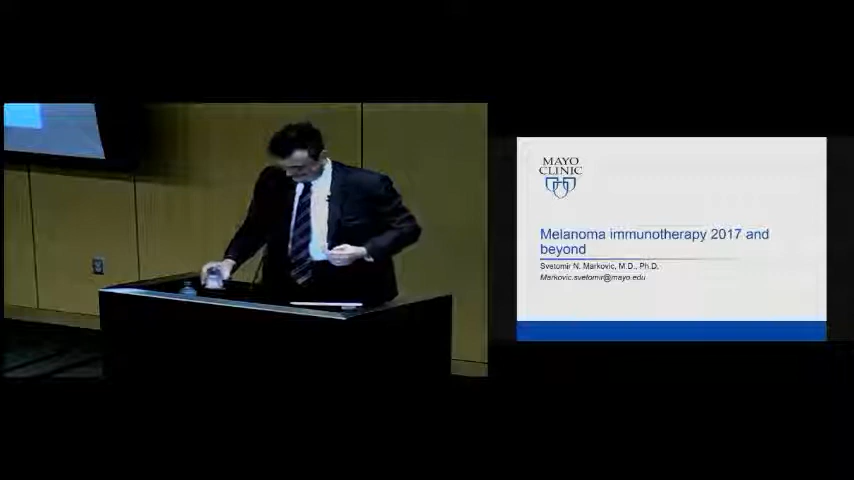 MAYO
CLINIC
Melanoma immunotherapy 2017 and
beyond
Svetomir N. Markovic, M.D., Ph.D.
Markovic.svetomir@mayo.edu